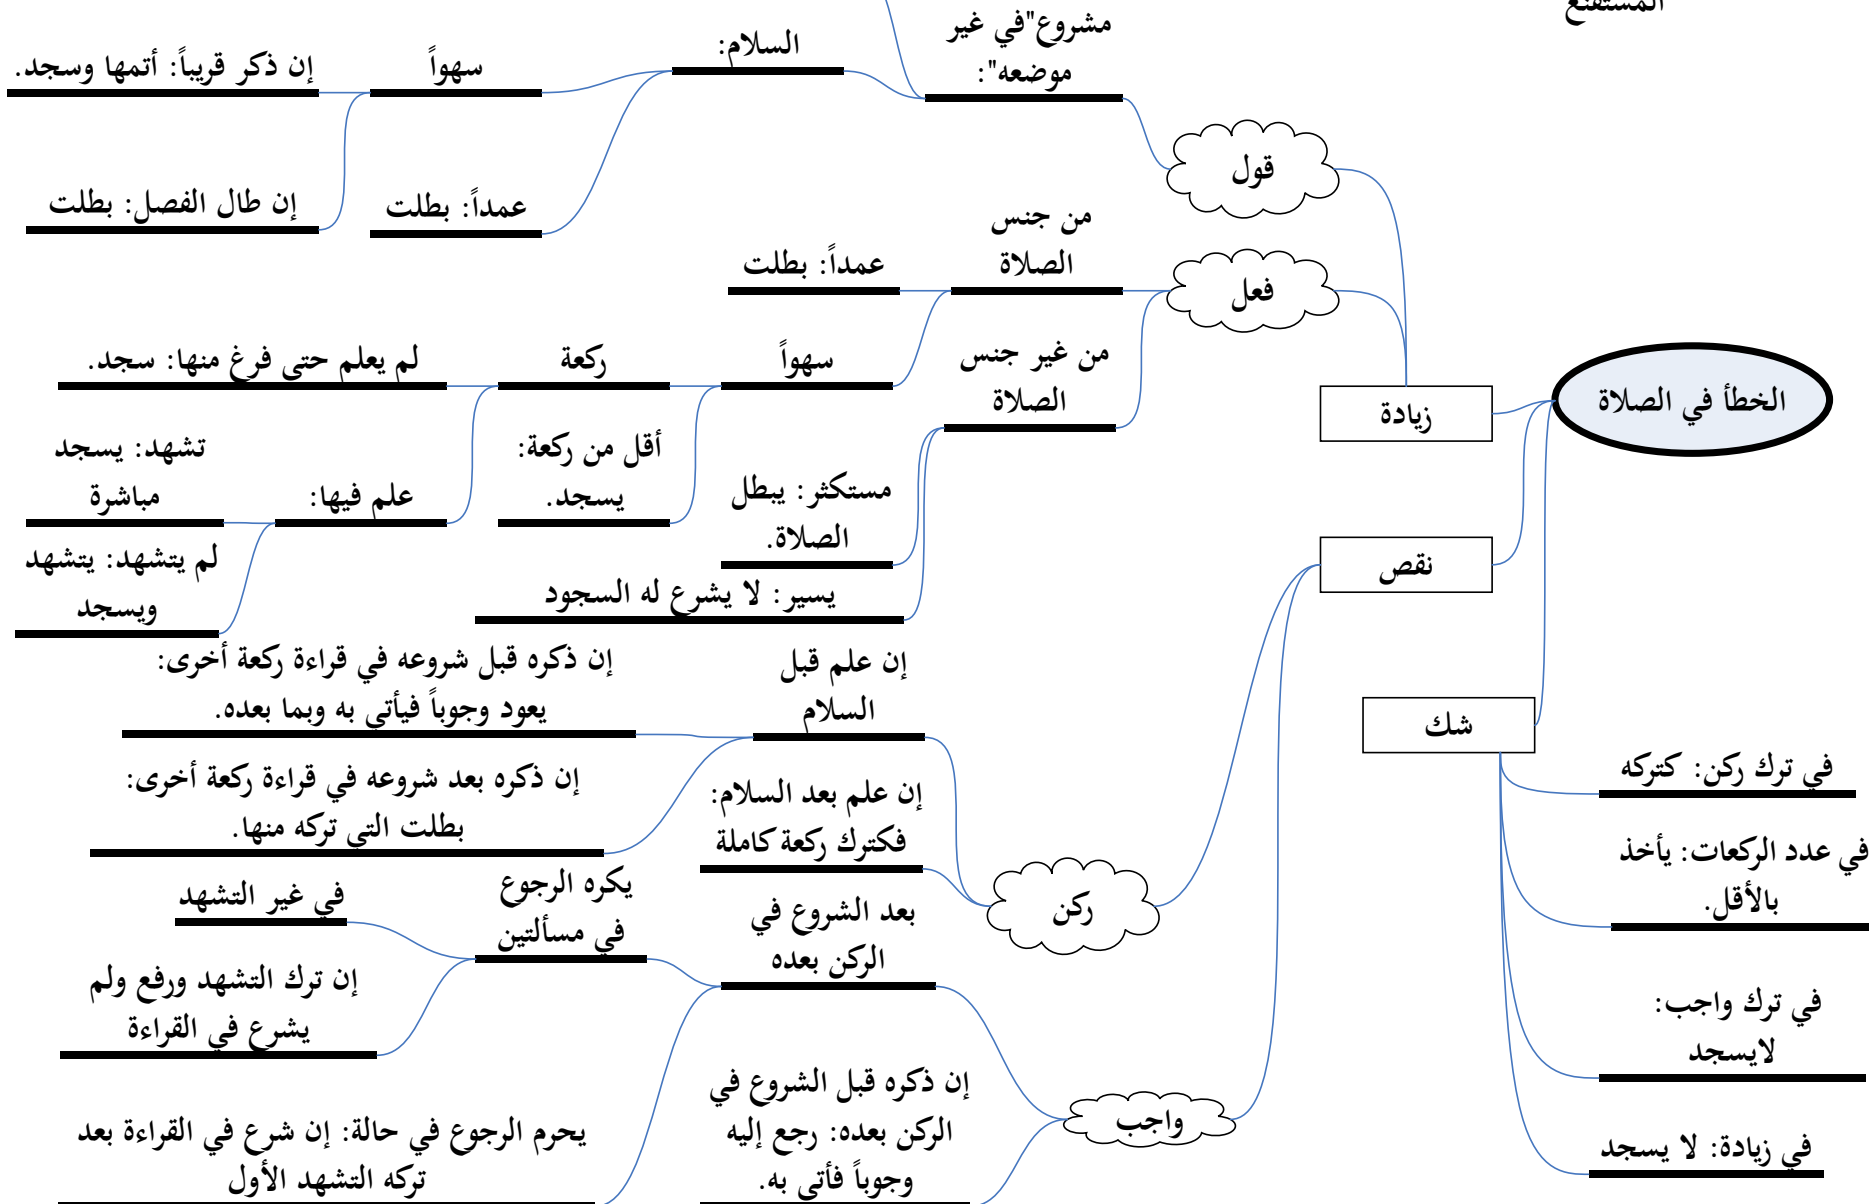 المستقنع
الخطأ في الصلاة
زيادة
قول
مشروع"في غير
موضعه":
السلام:
سهواً
إن ذكر قريباً: أتمها وسجد.
إن طال الفصل: بطلت
عمداً: بطلت
فعل
من جنس
الصلاة
عمداً: بطلت
سهواً
ركعة
لم يعلم حتى فرغ منها: سجد.
علم فيها:
تشهد: يسجد
مباشرة
لم يتشهد: يتشهد
ويسجد
أقل من ركعة:
يسجد.
من غير جنس
الصلاة
مستكثر: يبطل
الصلاة.
يسير: لا يشرع له السجود
نقص
ركن
إن علم قبل
السلام
إن ذكره قبل شروعه في قراءة ركعة أخرى:
يعود وجوباً فيأتي به وبما بعده.
إن ذكره بعد شروعه في قراءة ركعة أخرى:
بطلت التي تركه منها.
إن علم بعد السلام:
فكترك ركعة كاملة
واجب
بعد الشروع في
الركن بعده
يكره الرجوع
في مسألتين
في غير التشهد
إن ترك التشهد ورفع ولم
يشرع في القراءة
يحرم الرجوع في حالة: إن شرع في القراءة بعد
تركه التشهد الأول
إن ذكره قبل الشروع في
الركن بعده: رجع إليه
وجوباً فأتى به.
شك
في ترك ركن: كتركه
في عدد الركعات: يأخذ
بالأقل.
في ترك واجب:
لايسجد
في زيادة: لا يسجد